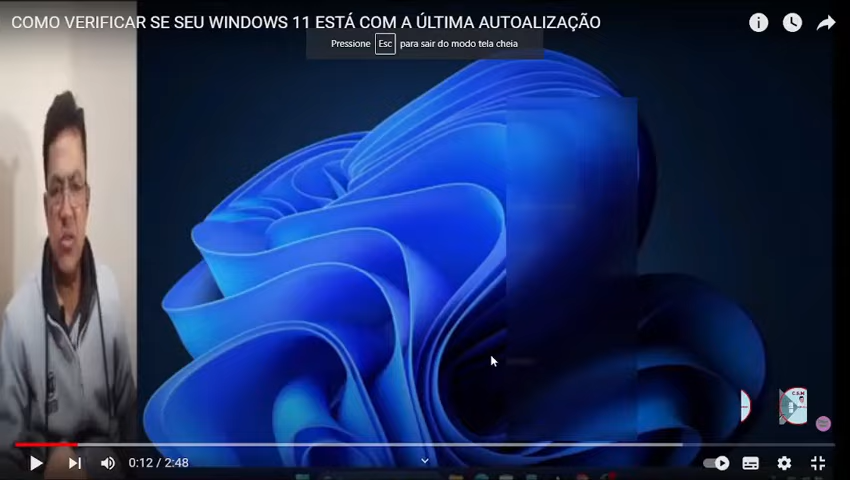 COMO VERIFICAR SE SEU WINDOWS 11 ESTÁ COM A ÚLTIMA AUTOALIZAÇÃO
Pressione Esc para sair do modo tela cheia
0:12 / 2:48